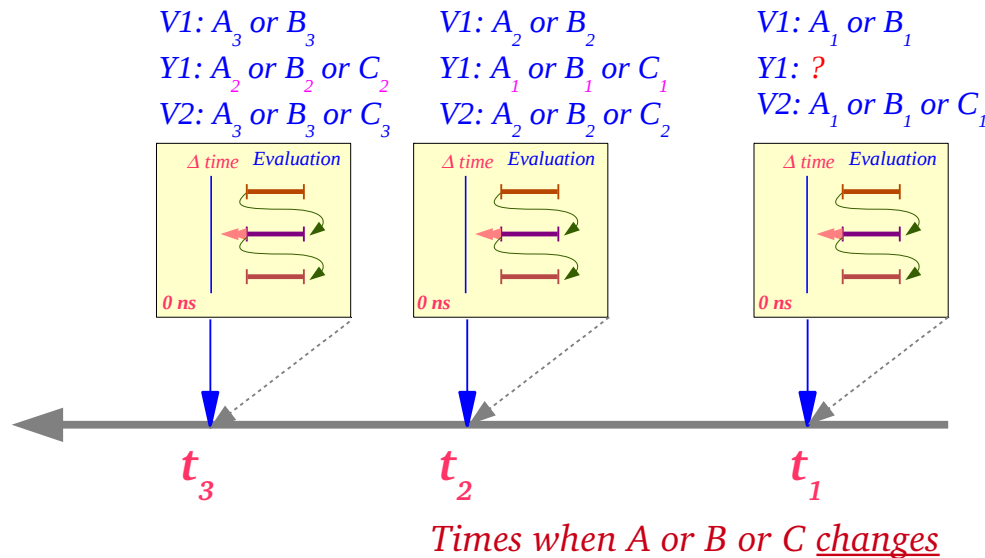 V1: A3 or B3
Y1: A2 or B2 or C2
V2: A3 or B3 or C3
Δ time Evaluation
0 ns
t3
V1: A2 or B2
Y1: A1 or B1 or C1
V2: A2 or B2 or C2
Δ time Evaluation
0 ns
t2
V1: A1 or B1
Y1: ?
V2: A1 or B1 or C1
Δ time Evaluation
0 ns
t1
Times when A or B or C changes